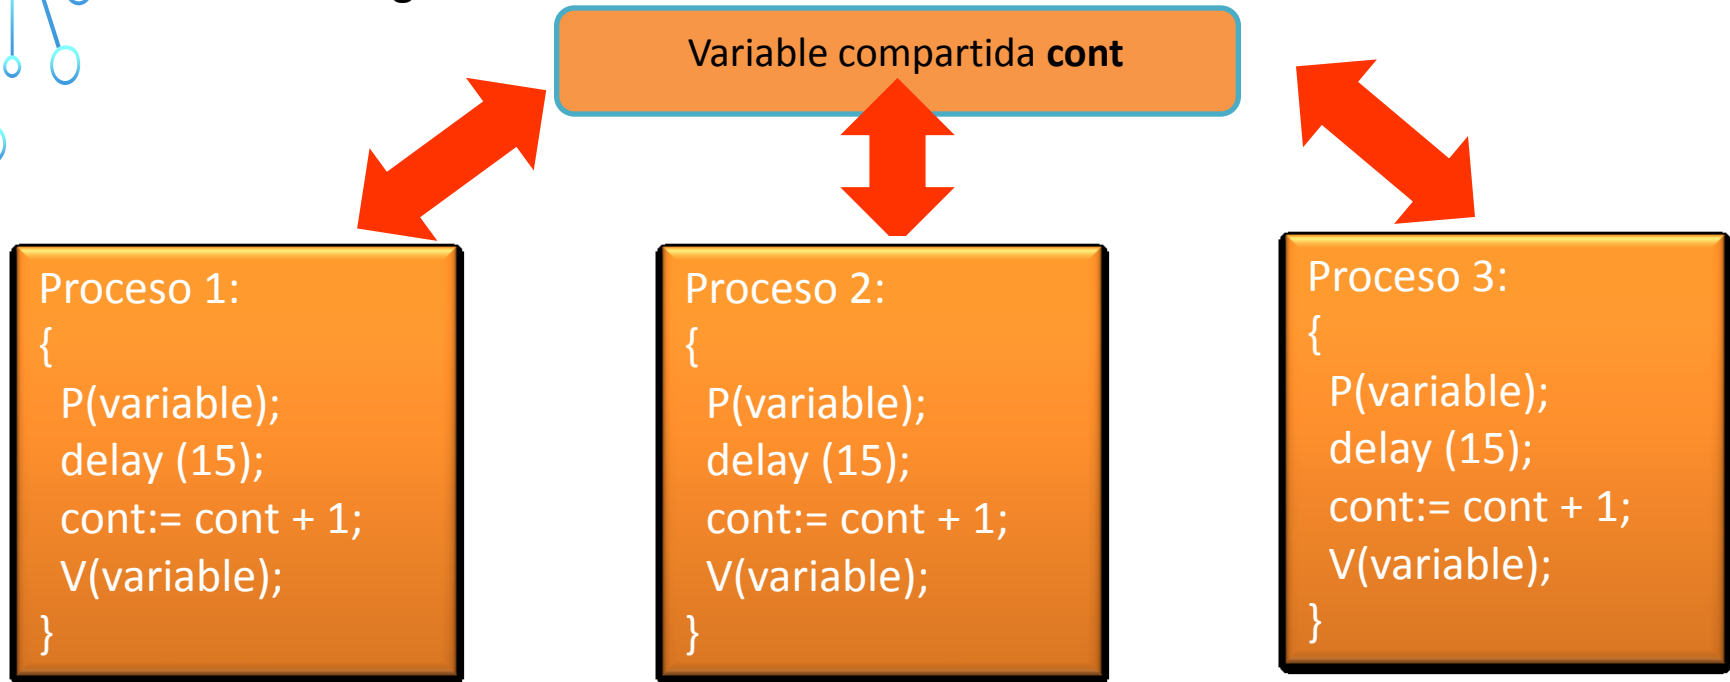 Variable compartida cont
Proceso 1:
{
P(variable);
delay (15);
cont:= cont + 1;
V(variable);
}
Proceso 2:
{
P(variable);
delay (15);
cont:= cont + 1;
V(variable);
}
Proceso 3:
{
P(variable);
delay (15);
cont:= cont + 1;
V(variable);
}